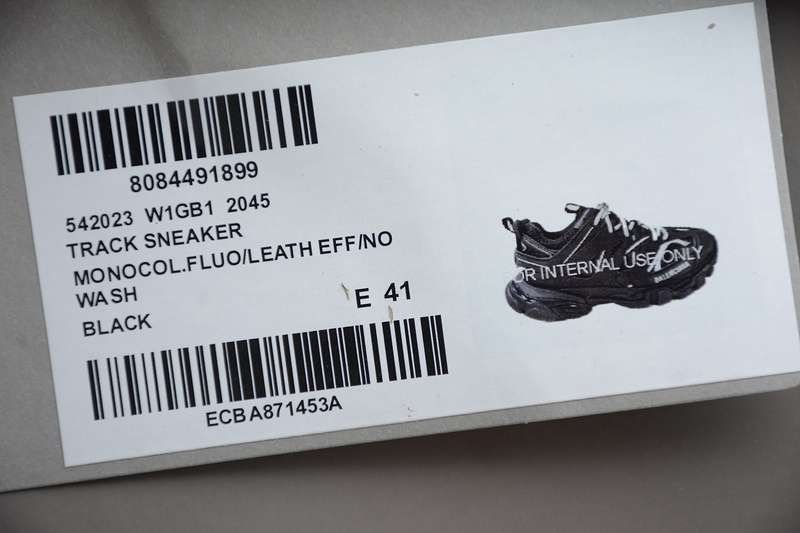 8084491899
542023 W1GB1 2045
TRACK SNEAKER
MONOCOL.FLUO/LEATH EFF/NO
WASH
E 41
BLACK
ECBA871453A
OR INTERNAL USE ONLY
BALENCIAGA